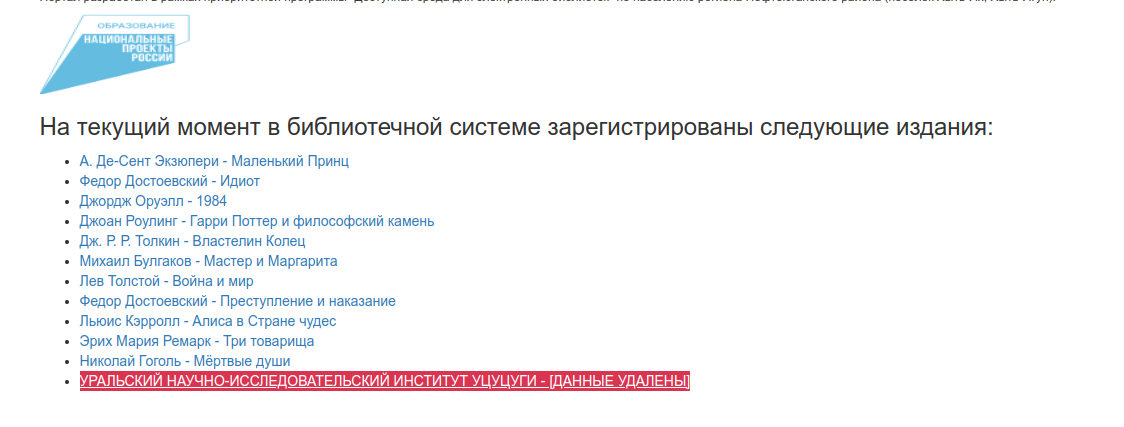 ОБРАЗОВАНИЕ
НАЦИОНАЛЬНЫЕ
ПРОЕКТЫ
РОССИИ
На текущий момент в библиотечной системе зарегистрированы следующие издания:
А. Де-Сент Экзюпери - Маленький Принц
Федор Достоевский - Идиот
Джордж Оруэлл - 1984
Джоан Роулинг - Гарри Поттер и философский камень
Дж. Р. Р. Толкин - Властелин Колец
Михаил Булгаков - Мастер и Маргарита
Лев Толстой - Война и мир
Федор Достоевский - Преступление и наказание
Льюис Кэрролл - Алиса в Стране чудес
Эрих Мария Ремарк - Три товарища
Николай Гоголь - Мёртвые души
УРАЛЬСКИЙ НАУЧНО-ИССЛЕДОВАТЕЛЬСКИЙ ИНСТИТУТ УЦУЦУГИ - [ДАННЫЕ УДАЛЕНЫ]